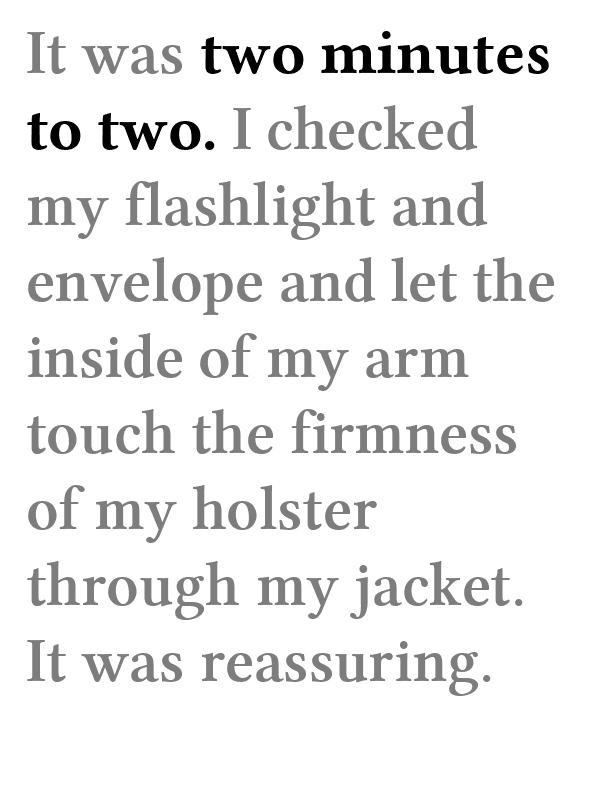 It was two minutes
to two. I checked
my flashlight and
envelope and let the
inside of my arm
touch the firmness
of my holster
through my jacket.
It was reassuring.